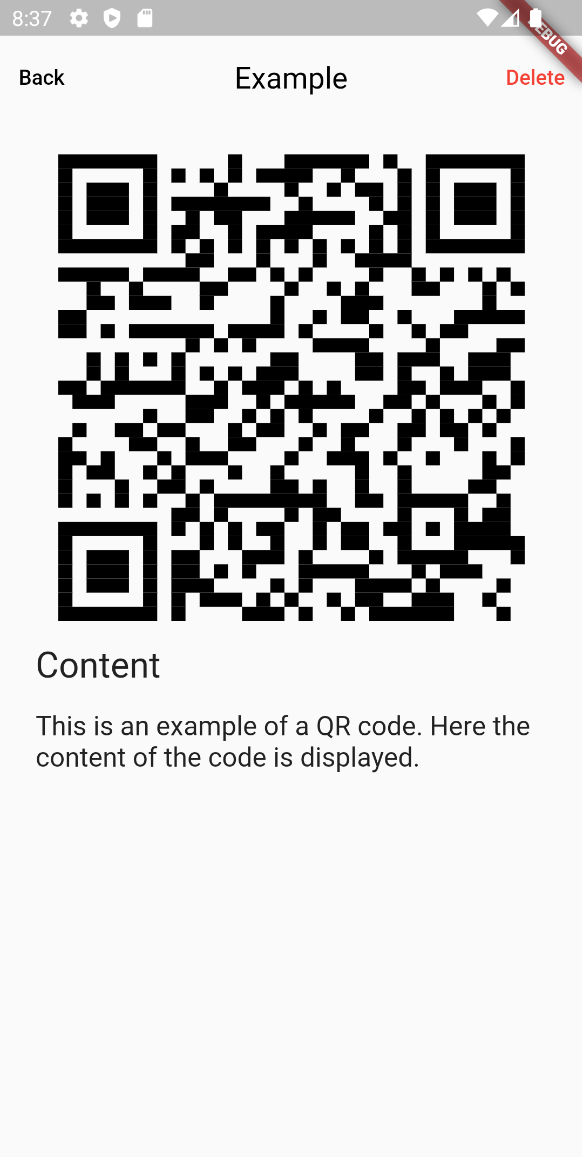 8:37
DEBUG
Back
Example
Delete
Content
This is an example of a QR code. Here the
content of the code is displayed.